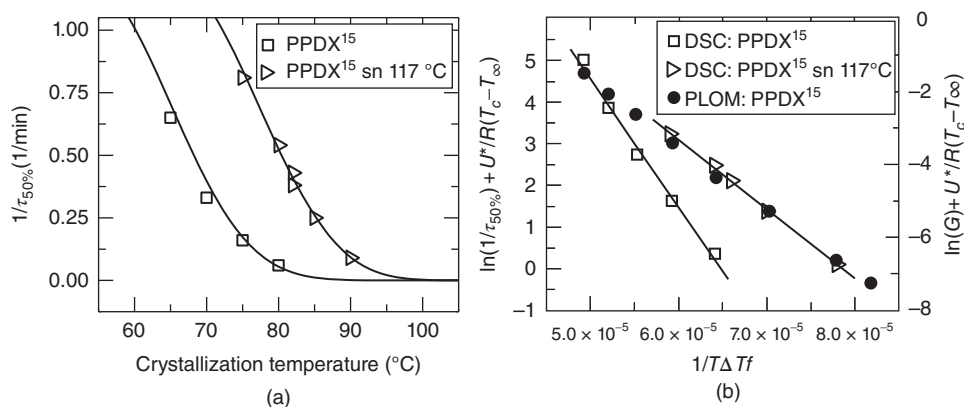 1.00
0.75
0.50
0.25
0.00
1/τ50%(1/min)
PPDX15
PPDX15 sn 117 °C
60 70 80 90 100
Crystallization temperature (°C)
(a)
5
4
3
2
1
0
−1
ln(1/τ50%) + U*/R(Tc−T∞)
DSC: PPDX15
DSC: PPDX15 sn 117°C
PLOM: PPDX15
0
−2
−4
−6
−8
ln(G)+ U*/R(Tc−T∞)
5.0 × 10−5 6.0 × 10−5 7.0 × 10−5 8.0 × 10−5
1/TΔTf
(b)